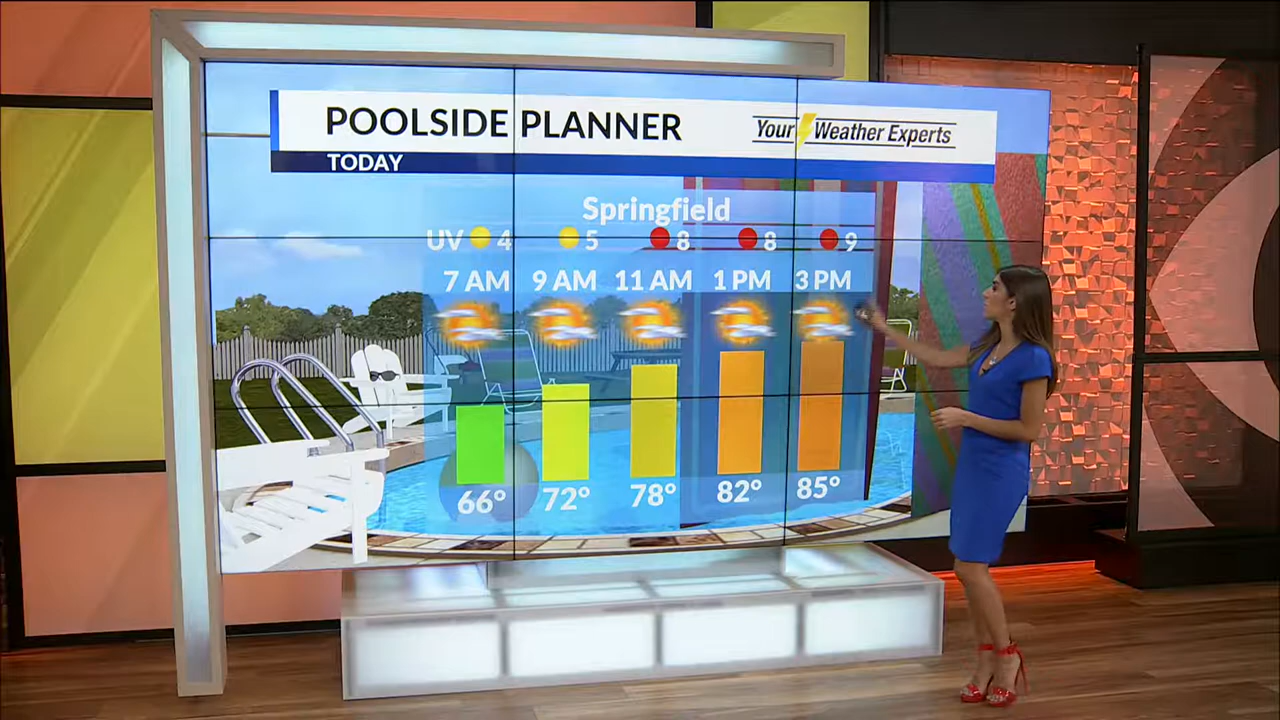 POOLSIDE PLANNER
Your Weather Experts
TODAY
Springfield
UV 4 5 8 8 9
7 AM 9 AM 11 AM 1 PM 3 PM
66° 72° 78° 82° 85°